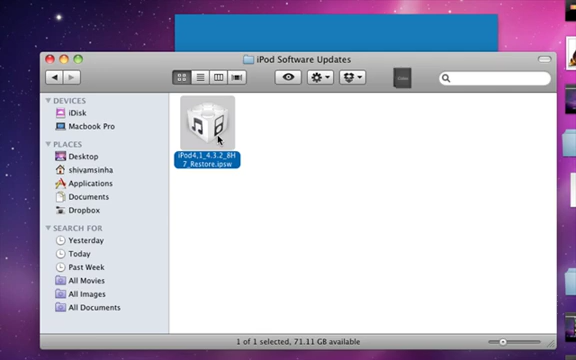 iPod Software Updates
DEVICES
iDisk
Macbook Pro
PLACES
Desktop
shivamsinha
Applications
Documents
Dropbox
SEARCH FOR
Yesterday
Today
Past Week
All Movies
All Images
All Documents
iPod4,1_4.3.2_8H
7_Restore.ipsw
1 of 1 selected, 71.11 GB available